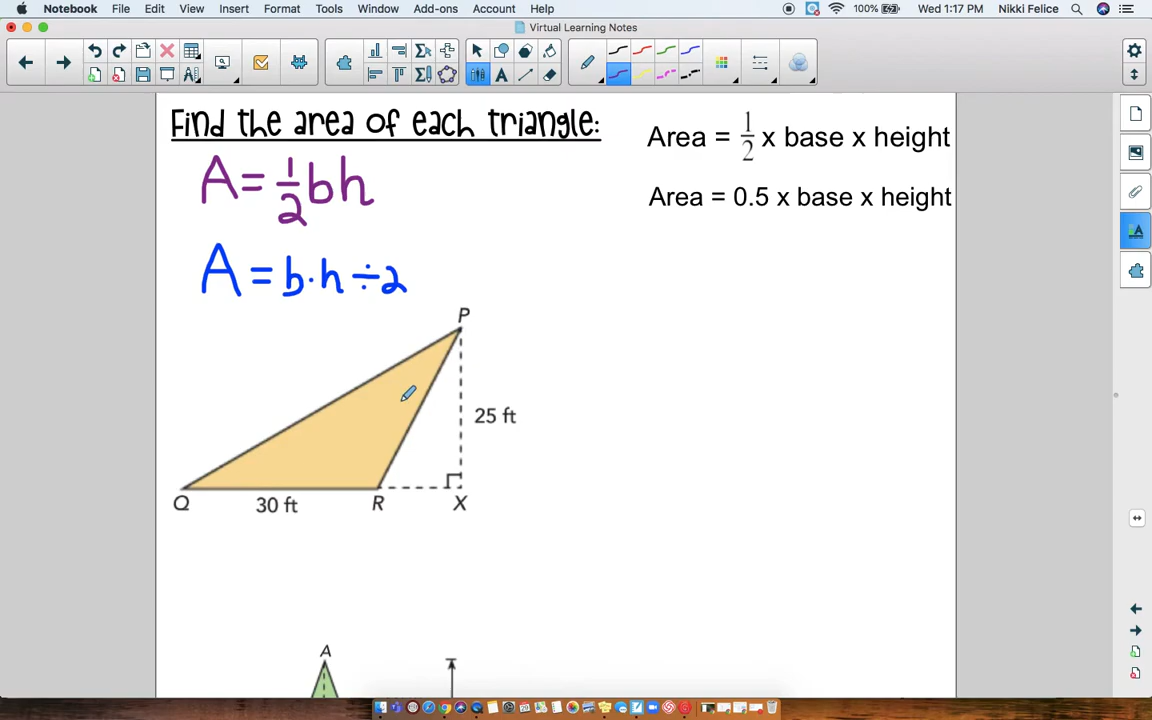 Notebook File Edit View Insert Format Tools Window Add-ons Account Help 100% Wed 1:17 PM Nikki Felice
Virtual Learning Notes
Find the area of each triangle:
Area = 1/2 x base x height
A = 1/2 bh
Area = 0.5 x base x height
A = b·h ÷ 2
P
25 ft
Q 30 ft R X
A